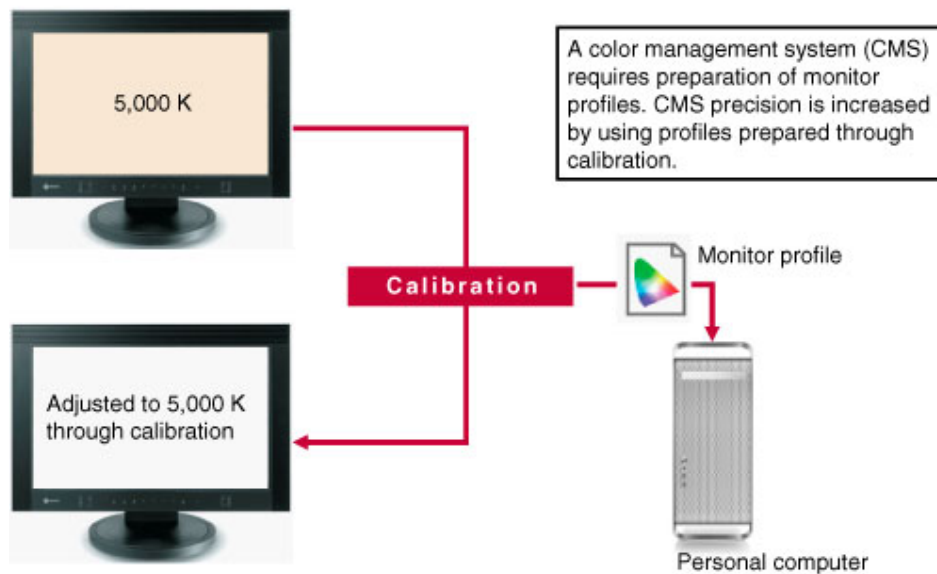 5,000 K
A color management system (CMS)
requires preparation of monitor
profiles. CMS precision is increased
by using profiles prepared through
calibration.
Monitor profile
Calibration
Adjusted to 5,000 K
through calibration
Personal computer